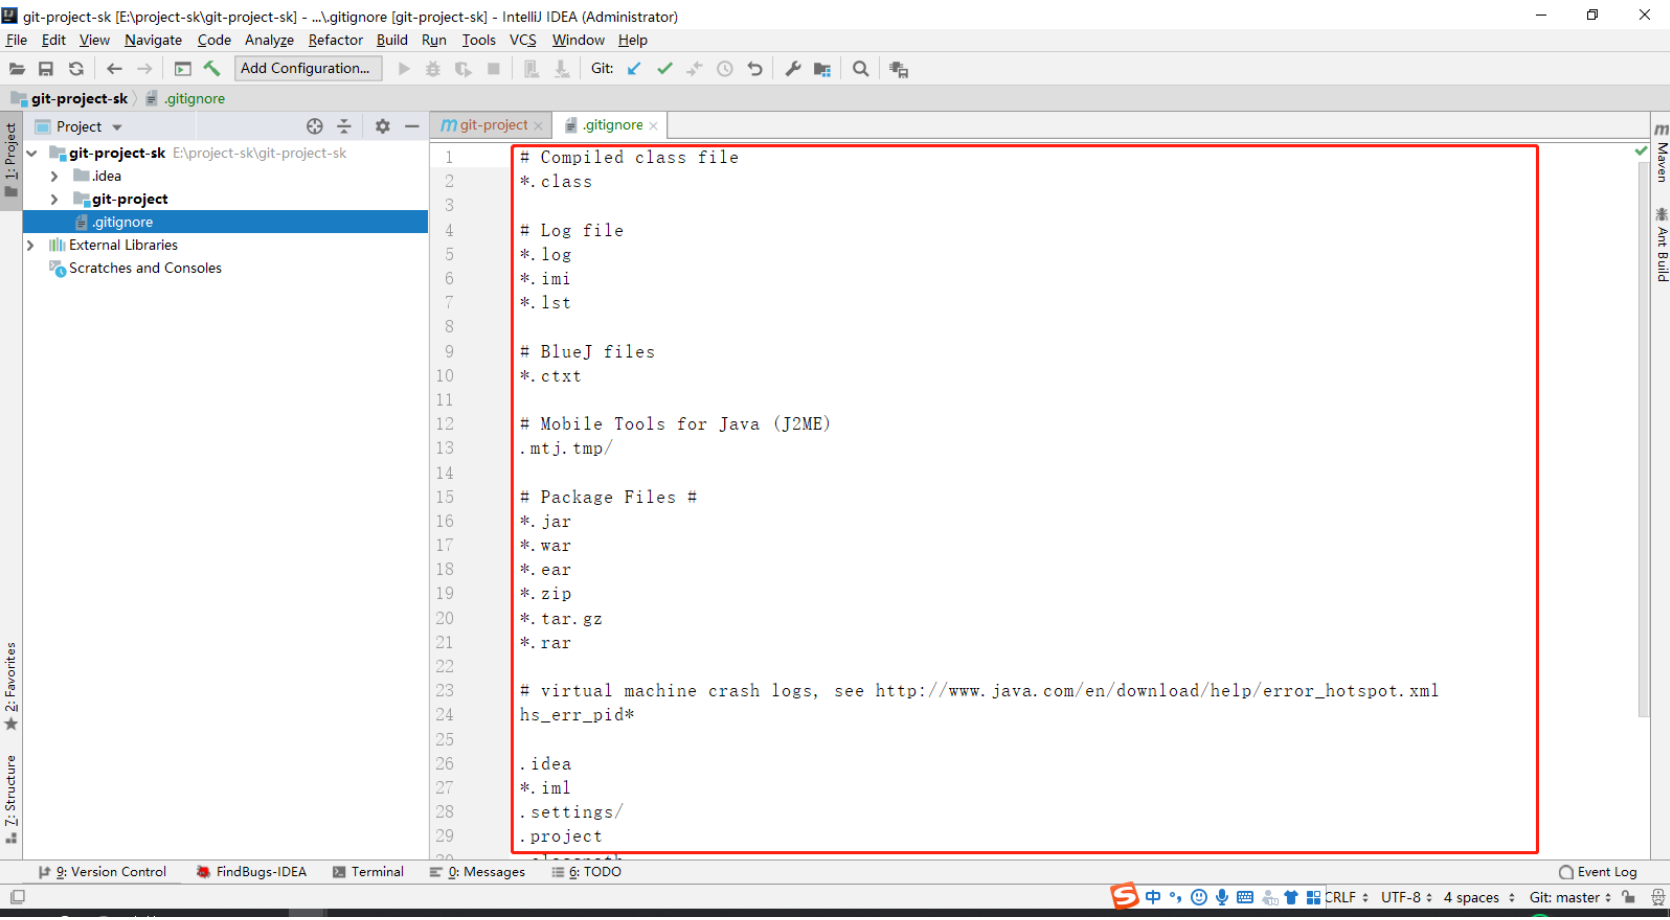 git-project-sk [E:\project-sk\git-project-sk] - ...\.gitignore [git-project-sk] - IntelliJ IDEA (Administrator)
File Edit View Navigate Code Analyze Refactor Build Run Tools VCS Window Help
Add Configuration... Git:
git-project-sk .gitignore
1: Project
Project
git-project-sk E:\project-sk\git-project-sk
.idea
git-project
.gitignore
External Libraries
Scratches and Consoles
2: Favorites
7: Structure
git-project .gitignore
1 # Compiled class file
2 *.class
3
4 # Log file
5 *.log
6 *.imi
7 *.lst
8
9 # BlueJ files
10 *.ctxt
11
12 # Mobile Tools for Java (J2ME)
13 .mtj.tmp/
14
15 # Package Files #
16 *.jar
17 *.war
18 *.ear
19 *.zip
20 *.tar.gz
21 *.rar
22
23 # virtual machine crash logs, see http://www.java.com/en/download/help/error_hotspot.xml
24 hs_err_pid*
25
26 .idea
27 *.iml
28 .settings/
29 .project
m Maven
Ant Build
9: Version Control FindBugs-IDEA Terminal 0: Messages 6: TODO Event Log
中 CRLF UTF-8 4 spaces Git: master